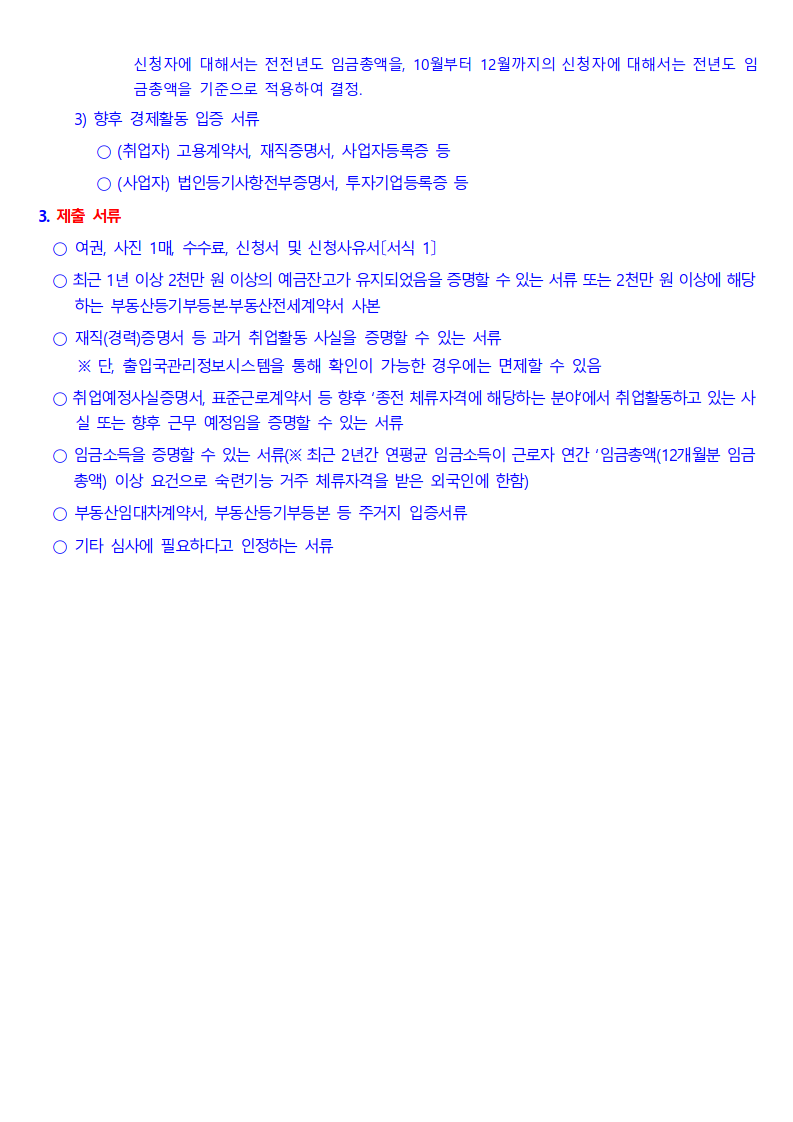 신청자에 대해서는 전전년도 임금총액을, 10월부터 12월까지의 신청자에 대해서는 전년도 임
금총액을 기준으로 적용하여 결정.
3) 향후 경제활동 입증 서류
○ (취업자) 고용계약서, 재직증명서, 사업자등록증 등
○ (사업자) 법인등기사항전부증명서, 투자기업등록증 등
3. 제출 서류
○ 여권, 사진 1매, 수수료, 신청서 및 신청사유서〔서식 1〕
○ 최근 1년 이상 2천만 원 이상의 예금잔고가 유지되었음을 증명할 수 있는 서류 또는 2천만 원 이상에 해당
하는 부동산등기부등본·부동산전세계약서 사본
○ 재직(경력)증명서 등 과거 취업활동 사실을 증명할 수 있는 서류
※ 단, 출입국관리정보시스템을 통해 확인이 가능한 경우에는 면제할 수 있음
○ 취업예정사실증명서, 표준근로계약서 등 향후 ‘종전 체류자격에 해당하는 분야’에서 취업활동하고 있는 사
실 또는 향후 근무 예정임을 증명할 수 있는 서류
○ 임금소득을 증명할 수 있는 서류(※ 최근 2년간 연평균 임금소득이 근로자 연간 ‘임금총액(12개월분 임금
총액) 이상 요건으로 숙련기능 거주 체류자격을 받은 외국인에 한함)
○ 부동산임대차계약서, 부동산등기부등본 등 주거지 입증서류
○ 기타 심사에 필요하다고 인정하는 서류